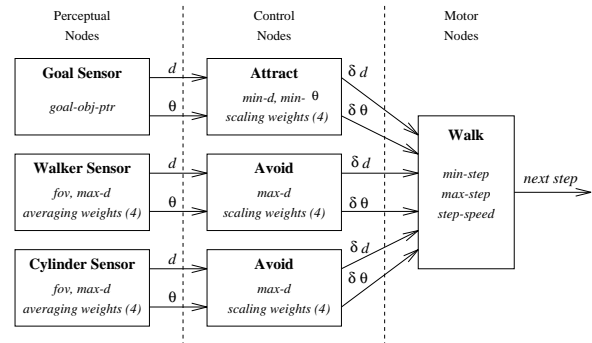 Perceptual Control Motor
Nodes Nodes Nodes
Goal Sensor
goal-obj-ptr
d
θ
Attract
min-d, min- θ
scaling weights (4)
δ d
δ θ
Walker Sensor
fov, max-d
averaging weights (4)
d
θ
Avoid
max-d
scaling weights (4)
δ d
δ θ
Cylinder Sensor
fov, max-d
averaging weights (4)
d
θ
Avoid
max-d
scaling weights (4)
δ d
δ θ
Walk
min-step
max-step
step-speed
next step